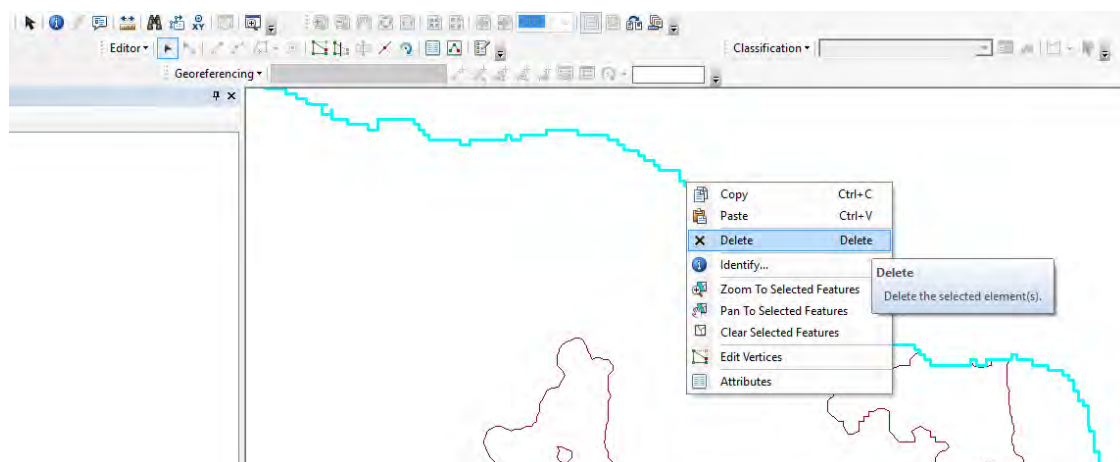 Editor
Classification
Georeferencing
Copy Ctrl+C
Paste Ctrl+V
Delete Delete
Identify...
Delete
Delete the selected element(s).
Zoom To Selected Features
Pan To Selected Features
Clear Selected Features
Edit Vertices
Attributes